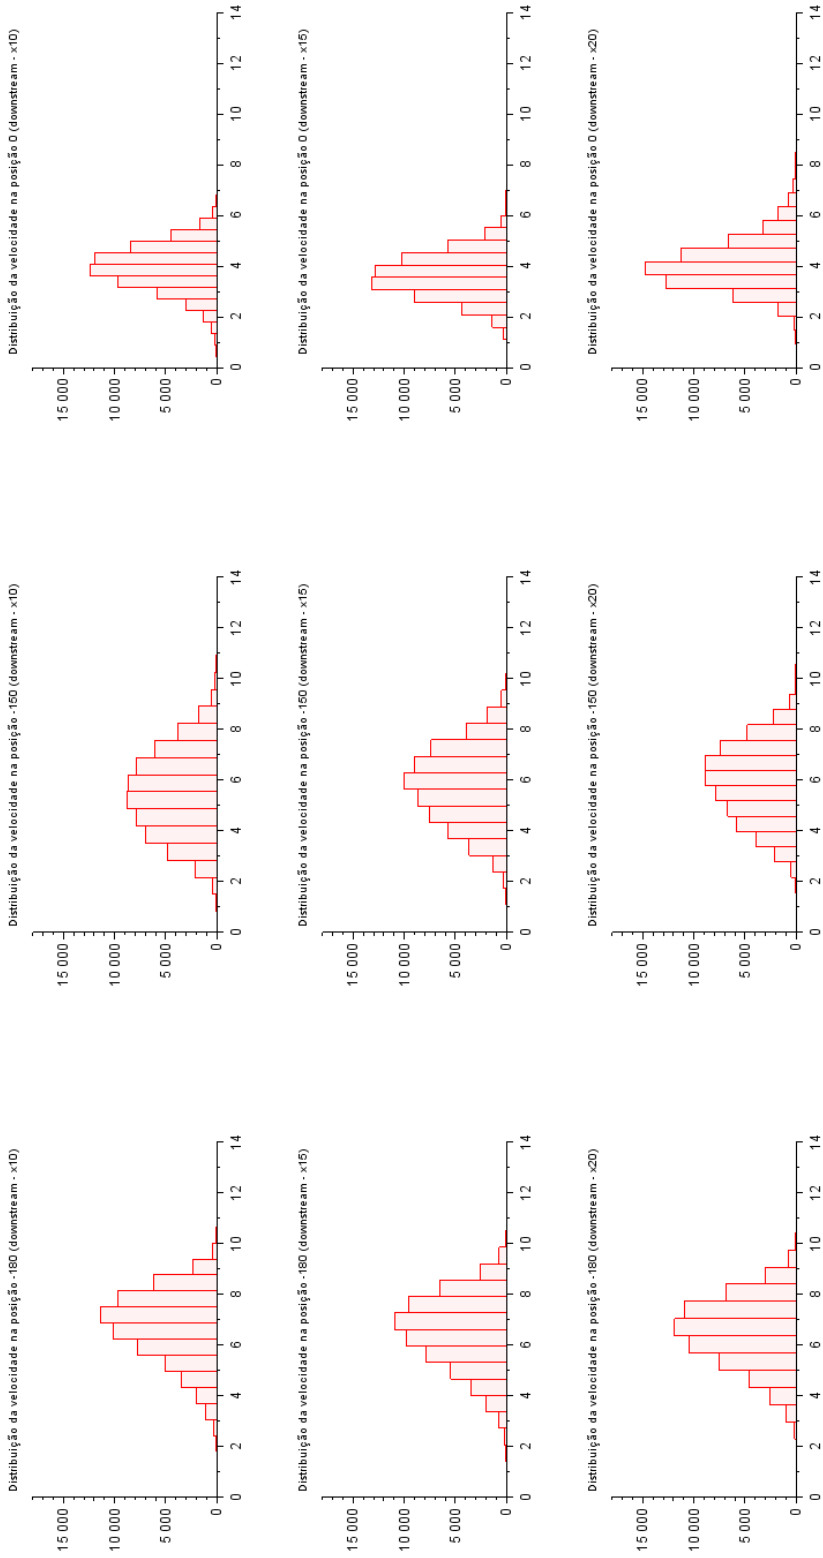 Distribuição da velocidade na posição -180 (downstream - x10)
15 000
10 000
5 000
0
0 2 4 6 8 10 12 14
Distribuição da velocidade na posição -150 (downstream - x10)
15 000
10 000
5 000
0
0 2 4 6 8 10 12 14
Distribuição da velocidade na posição 0 (downstream - x10)
15 000
10 000
5 000
0
0 2 4 6 8 10 12 14
Distribuição da velocidade na posição -180 (downstream - x15)
15 000
10 000
5 000
0
0 2 4 6 8 10 12 14
Distribuição da velocidade na posição -150 (downstream - x15)
15 000
10 000
5 000
0
0 2 4 6 8 10 12 14
Distribuição da velocidade na posição 0 (downstream - x15)
15 000
10 000
5 000
0
0 2 4 6 8 10 12 14
Distribuição da velocidade na posição -180 (downstream - x20)
15 000
10 000
5 000
0
0 2 4 6 8 10 12 14
Distribuição da velocidade na posição -150 (downstream - x20)
15 000
10 000
5 000
0
0 2 4 6 8 10 12 14
Distribuição da velocidade na posição 0 (downstream - x20)
15 000
10 000
5 000
0
0 2 4 6 8 10 12 14